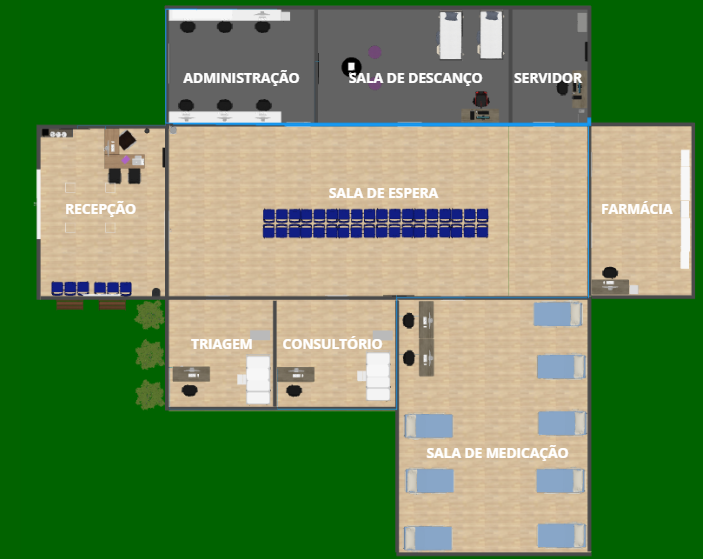 ADMINISTRAÇÃO
SALA DE DESCANÇO
SERVIDOR
SALA DE ESPERA
RECEPÇÃO
FARMÁCIA
TRIAGEM
CONSULTÓRIO
SALA DE MEDICAÇÃO